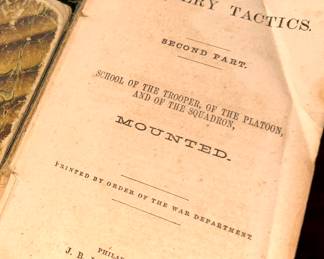 TACTICS.
SECOND PART.
SCHOOL OF THE TROOPER, OF THE PLATOON,
AND OF THE SQUADRON,
MOUNTED.
PRINTED BY ORDER OF THE WAR DEPARTMENT
J. B.